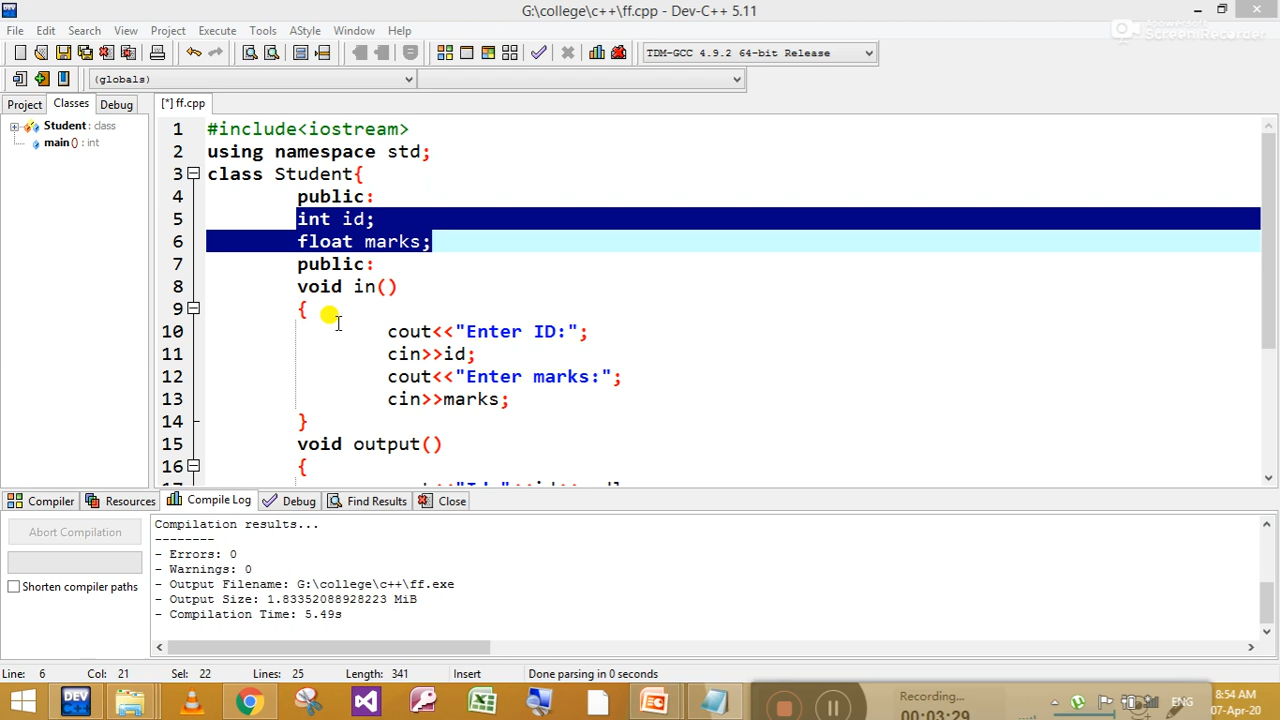 G:\college\c++\ff.cpp - Dev-C++ 5.11
File Edit Search View Project Execute Tools AStyle Window Help
Screen Recorder
TDM-GCC 4.9.2 64-bit Release
(globals)
Project Classes Debug
[*] ff.cpp
Student : class
main () : int
1 #include<iostream>
2 using namespace std;
3 class Student{
4 public:
5 int id;
6 float marks;
7 public:
8 void in()
9 {
10 cout<<"Enter ID:";
11 cin>>id;
12 cout<<"Enter marks:";
13 cin>>marks;
14 }
15 void output()
16 {
Compiler Resources Compile Log Debug Find Results Close
Abort Compilation
Shorten compiler paths
Compilation results...
--------
- Errors: 0
- Warnings: 0
- Output Filename: G:\college\c++\ff.exe
- Output Size: 1.83352088928223 MiB
- Compilation Time: 5.49s
Line: 6 Col: 21 Sel: 22 Lines: 25 Length: 341 Insert Done parsing in 0 seconds
DEV
Recording...
00:03:29
ENG
8:54 AM
07-Apr-20